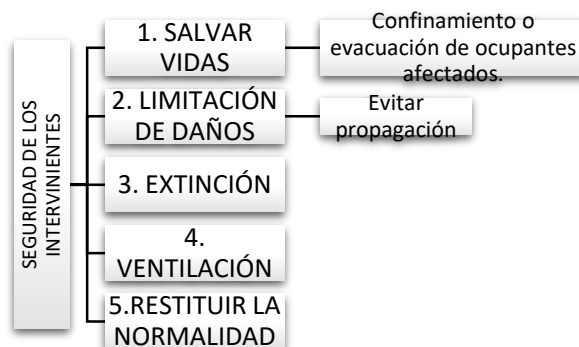 SEGURIDAD DE LOS
INTERVINIENTES
1. SALVAR
VIDAS
Confinamiento o
evacuación de ocupantes
afectados.
2. LIMITACIÓN
DE DAÑOS
Evitar
propagación
3. EXTINCIÓN
4.
VENTILACIÓN
5.RESTITUIR LA
NORMALIDAD